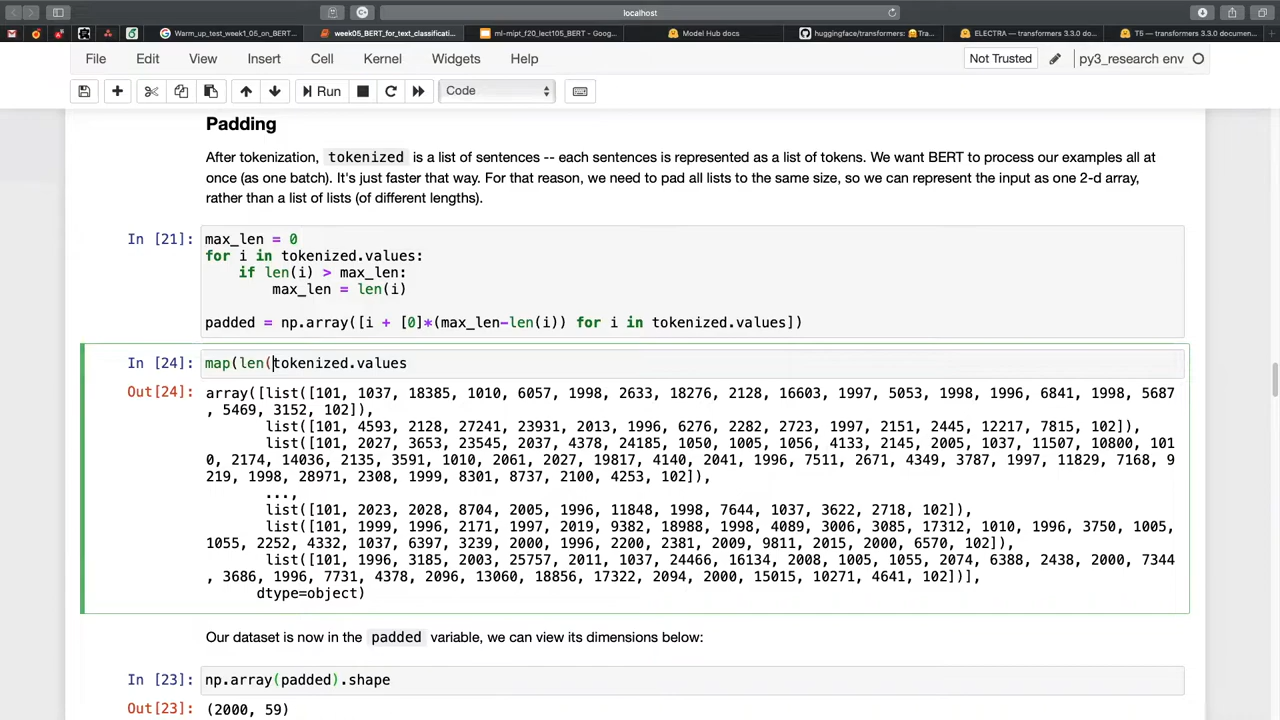 localhost
Warm_up_test_week1_05_on_BERT...
week05_BERT_for_text_classificati...
ml-mipt_f20_lect105_BERT - Goog...
Model Hub docs
huggingface/transformers: 🤗Tra...
ELECTRA — transformers 3.3.0 doc...
T5 — transformers 3.3.0 documen...
File Edit View Insert Cell Kernel Widgets Help
Not Trusted
py3_research env
Run
Code
Padding
After tokenization, tokenized is a list of sentences -- each sentences is represented as a list of tokens. We want BERT to process our examples all at
once (as one batch). It's just faster that way. For that reason, we need to pad all lists to the same size, so we can represent the input as one 2-d array,
rather than a list of lists (of different lengths).
In [21]:
max_len = 0
for i in tokenized.values:
    if len(i) > max_len:
        max_len = len(i)
padded = np.array([i + [0]*(max_len-len(i)) for i in tokenized.values])
In [24]:
map(len(tokenized.values
Out[24]:
array([list([101, 1037, 18385, 1010, 6057, 1998, 2633, 18276, 2128, 16603, 1997, 5053, 1998, 1996, 6841, 1998, 5687
, 5469, 3152, 102]),
list([101, 4593, 2128, 27241, 23931, 2013, 1996, 6276, 2282, 2723, 1997, 2151, 2445, 12217, 7815, 102]),
list([101, 2027, 3653, 23545, 2037, 4378, 24185, 1050, 1005, 1056, 4133, 2145, 2005, 1037, 11507, 10800, 101
0, 2174, 14036, 2135, 3591, 1010, 2061, 2027, 19817, 4140, 2041, 1996, 7511, 2671, 4349, 3787, 1997, 11829, 7168, 9
219, 1998, 28971, 2308, 1999, 8301, 8737, 2100, 4253, 102]),
...,
list([101, 2023, 2028, 8704, 2005, 1996, 11848, 1998, 7644, 1037, 3622, 2718, 102]),
list([101, 1999, 1996, 2171, 1997, 2019, 9382, 18988, 1998, 4089, 3006, 3085, 17312, 1010, 1996, 3750, 1005,
1055, 2252, 4332, 1037, 6397, 3239, 2000, 1996, 2200, 2381, 2009, 9811, 2015, 2000, 6570, 102]),
list([101, 1996, 3185, 2003, 25757, 2011, 1037, 24466, 16134, 2008, 1005, 1055, 2074, 6388, 2438, 2000, 7344
, 3686, 1996, 7731, 4378, 2096, 13060, 18856, 17322, 2094, 2000, 15015, 10271, 4641, 102])],
dtype=object)
Our dataset is now in the padded variable, we can view its dimensions below:
In [23]:
np.array(padded).shape
Out[23]:
(2000, 59)